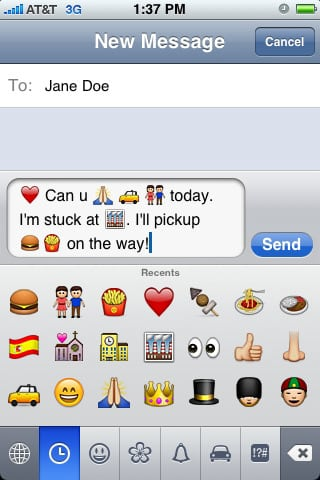 AT&T 3G 1:37 PM
New Message Cancel
To: Jane Doe
❤️ Can u 🙏 🚕 👫 today.
I'm stuck at 🏭. I'll pickup
🍔 🍟 on the way!
Send
Recents
!?#